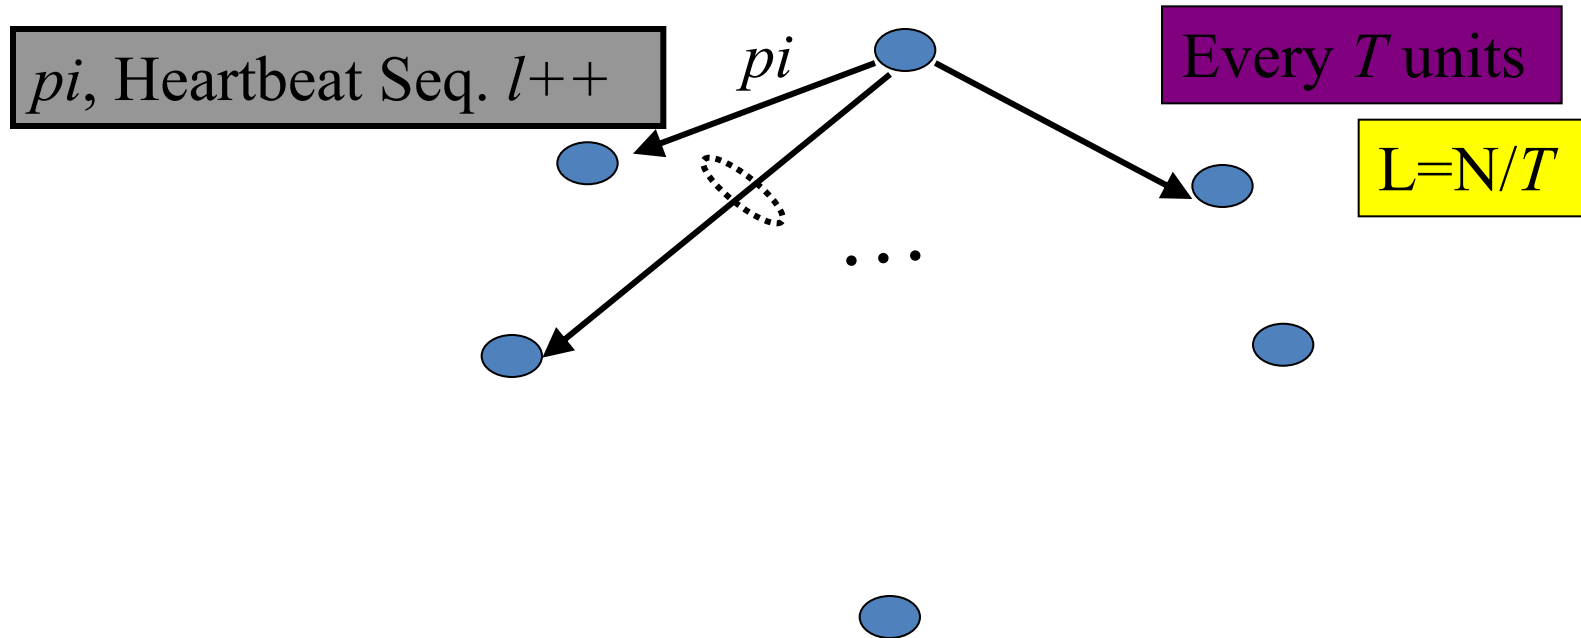 pi, Heartbeat Seq. l++
pi
Every T units
L=N/T
...